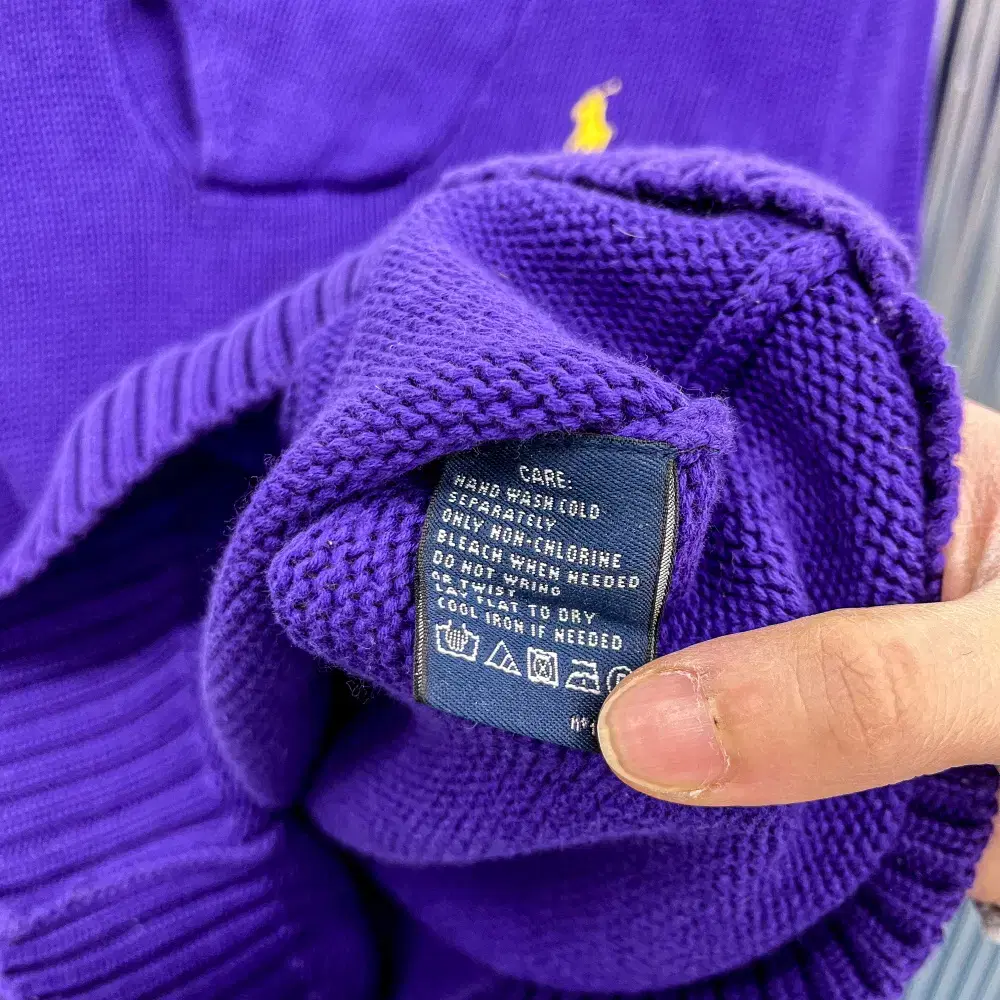 CARE:
HAND WASH COLD
SEPARATELY
ONLY NON-CHLORINE
BLEACH WHEN NEEDED
DO NOT WRING
OR TWIST
LAY FLAT TO DRY
COOL IRON IF NEEDED